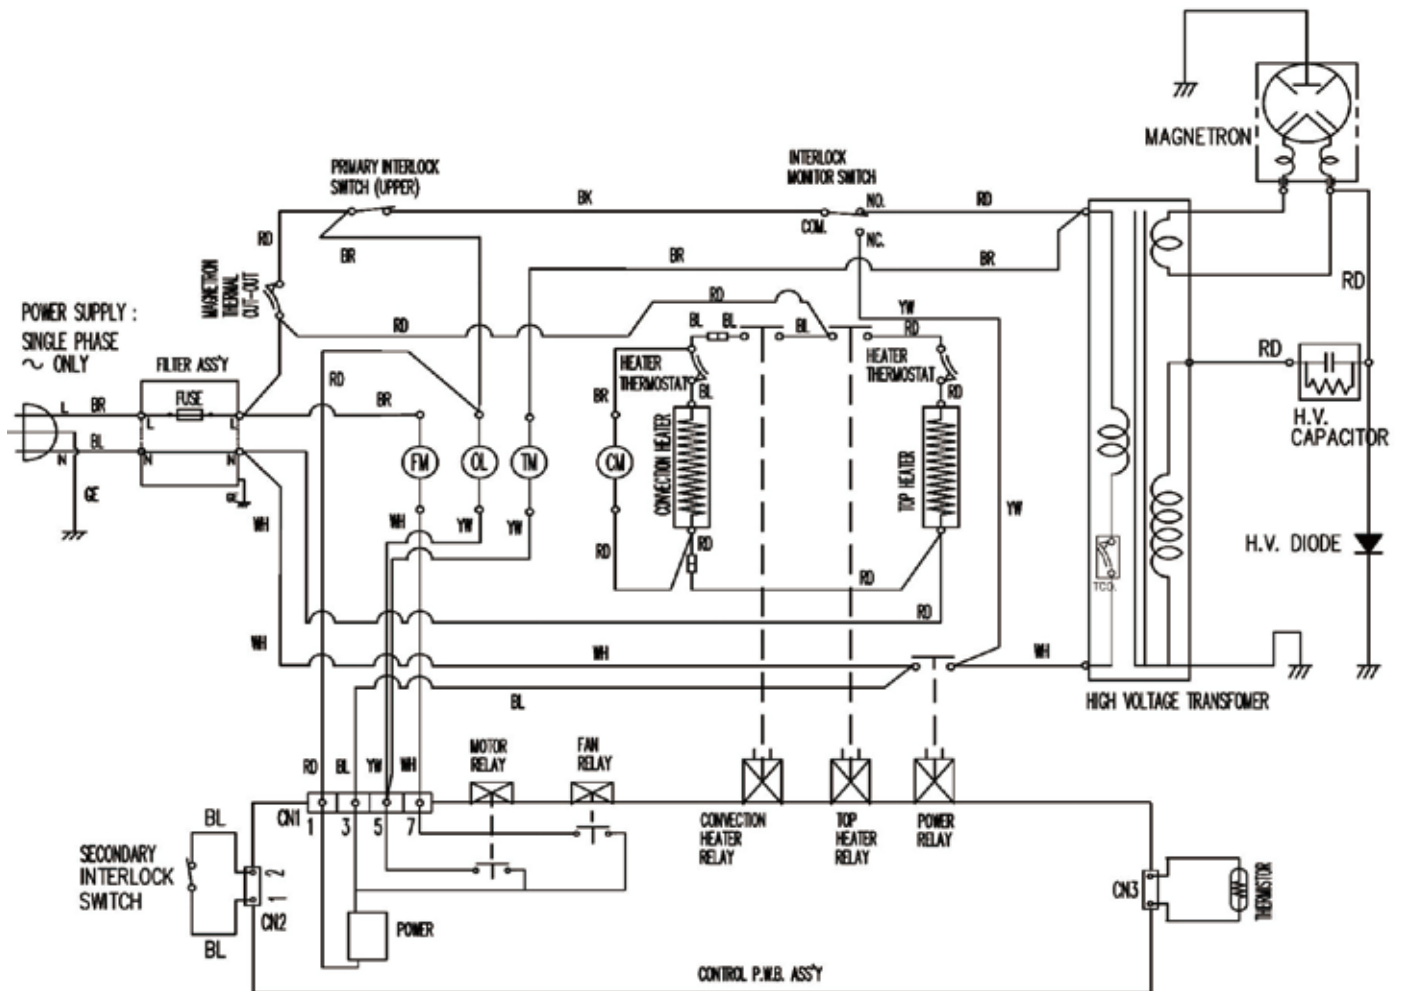 MAGNETRON
PRIMARY INTERLOCK
SWITCH (UPPER)
INTERLOCK
MONITOR SWITCH
BK
NO.
RD
COM.
NC.
RD
BR
BR
BR
MAGNETRON
THERMAL
CUT-OUT
RD
POWER SUPPLY :
SINGLE PHASE
~ ONLY
FILTER ASS'Y
FUSE
RD
RD
YW
BL
BL
BL
RD
HEATER
THERMOSTAT
HEATER
THERMOSTAT
RD
H.V.
CAPACITOR
L
BR
L
L
RD
BR
BR
BL
RD
BL
N
N
N
GE
GE
FM
OL
TM
CM
CONVECTION HEATER
TOP HEATER
WH
WH
YW
YW
RD
RD
YW
H.V. DIODE
RD
TCO.
RD
WH
WH
WH
BL
HIGH VOLTAGE TRANSFOMER
RD
BL
YW
WH
MOTOR
RELAY
FAN
RELAY
CN1
1
3
5
7
CONVECTION
HEATER
RELAY
TOP
HEATER
RELAY
POWER
RELAY
BL
SECONDARY
INTERLOCK
SWITCH
2
1
CN2
BL
POWER
CN3
THERMISTOR
CONTROL P.W.B. ASS'Y